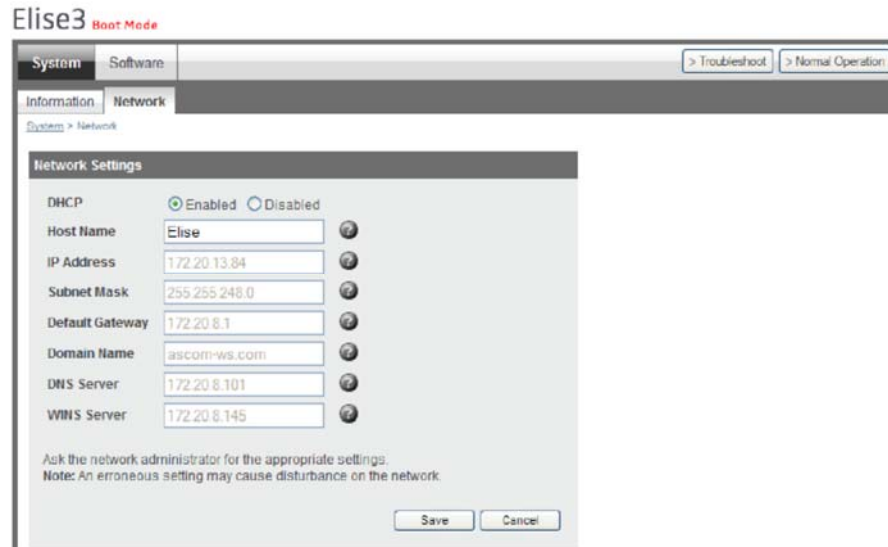 Elise3 Boot Mode
System Software > Troubleshoot > Normal Operation
Information Network
System > Network
Network Settings
DHCP Enabled Disabled
Host Name Elise
IP Address 172.20.13.84
Subnet Mask 255.255.248.0
Default Gateway 172.20.8.1
Domain Name ascom-ws.com
DNS Server 172.20.8.101
WINS Server 172.20.8.145
Ask the network administrator for the appropriate settings.
Note: An erroneous setting may cause disturbance on the network.
Save Cancel